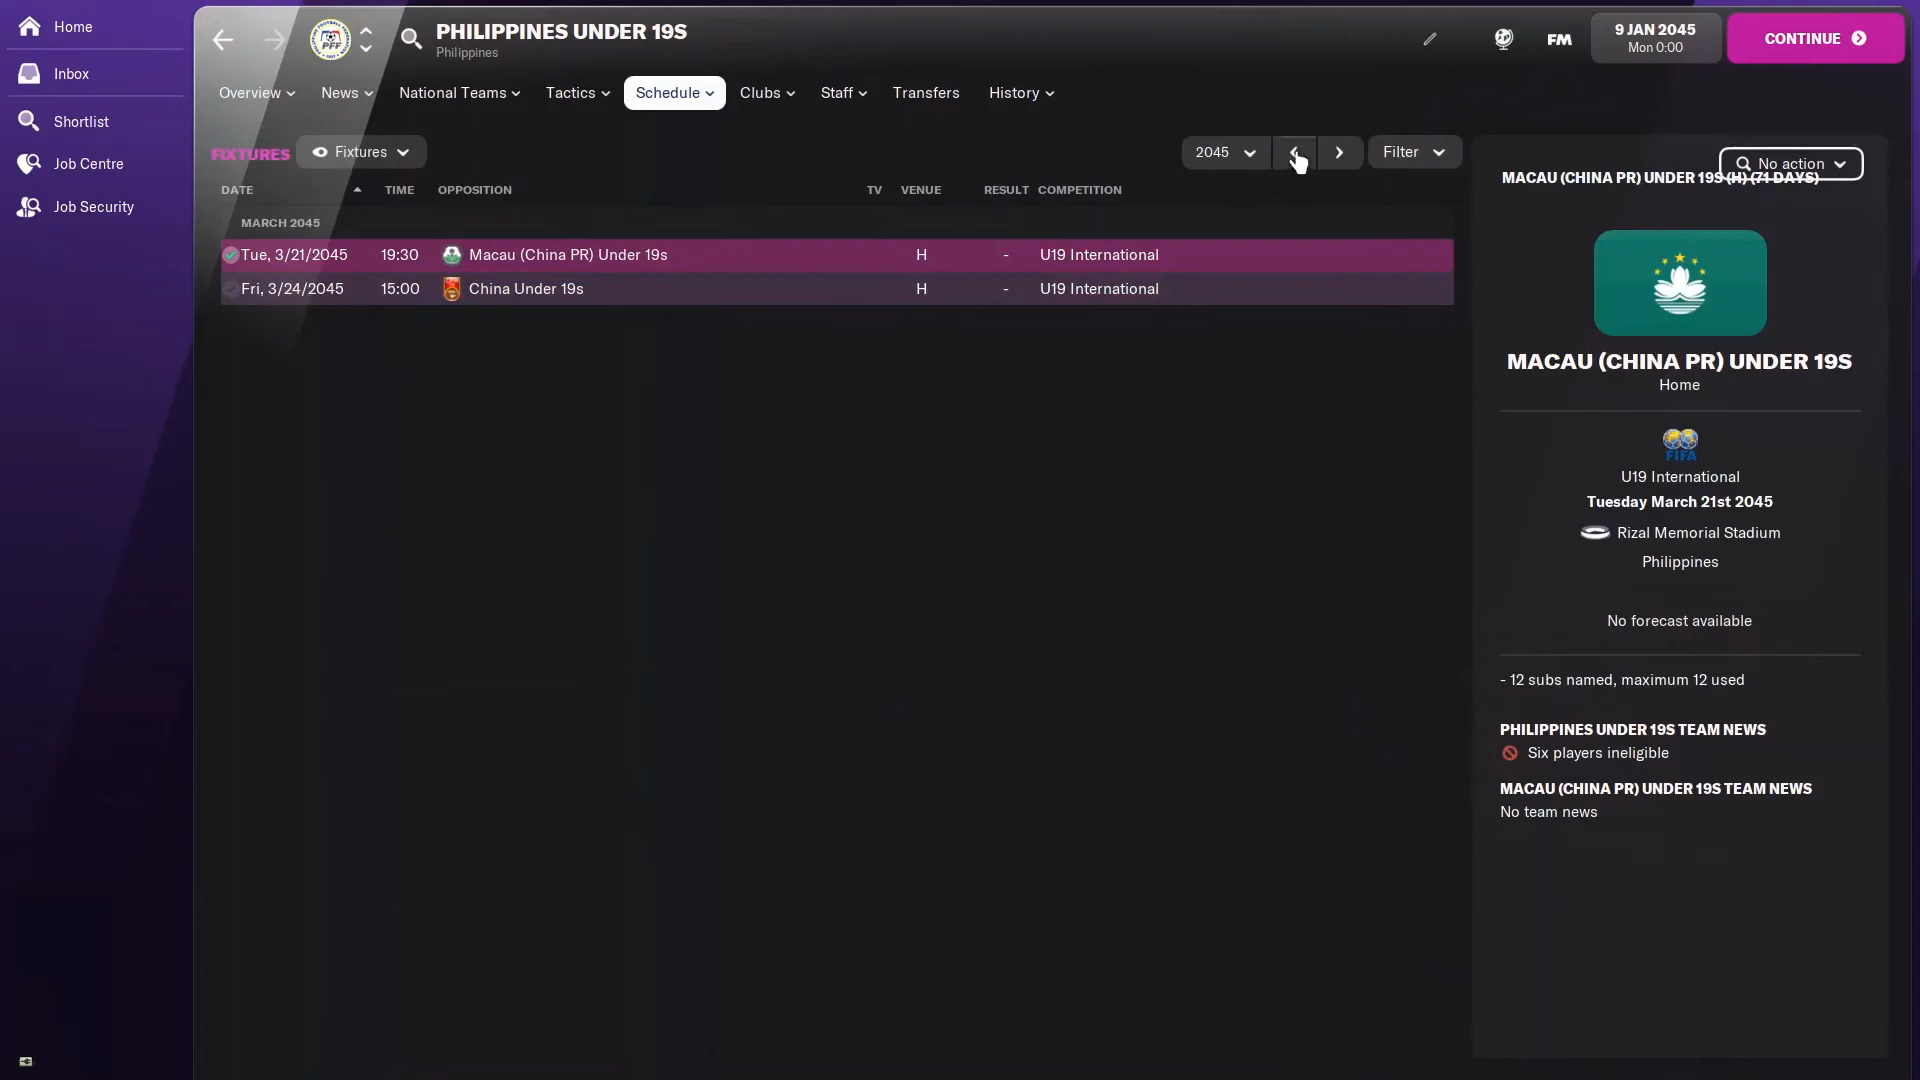 Home
Inbox
Shortlist
Job Centre
Job Security
PHILIPPINES UNDER 19S
Philippines
FM
9 JAN 2045
Mon 0:00
CONTINUE
Overview
News
National Teams
Tactics
Schedule
Clubs
Staff
Transfers
History
FIXTURES
Fixtures
2045
Filter
DATE TIME OPPOSITION TV VENUE RESULT COMPETITION
MARCH 2045
Tue, 3/21/2045 19:30 Macau (China PR) Under 19s H - U19 International
Fri, 3/24/2045 15:00 China Under 19s H - U19 International
No action
MACAU (CHINA PR) UNDER 19S (H) (71 DAYS)
MACAU (CHINA PR) UNDER 19S
Home
FIFA
U19 International
Tuesday March 21st 2045
Rizal Memorial Stadium
Philippines
No forecast available
- 12 subs named, maximum 12 used
PHILIPPINES UNDER 19S TEAM NEWS
Six players ineligible
MACAU (CHINA PR) UNDER 19S TEAM NEWS
No team news